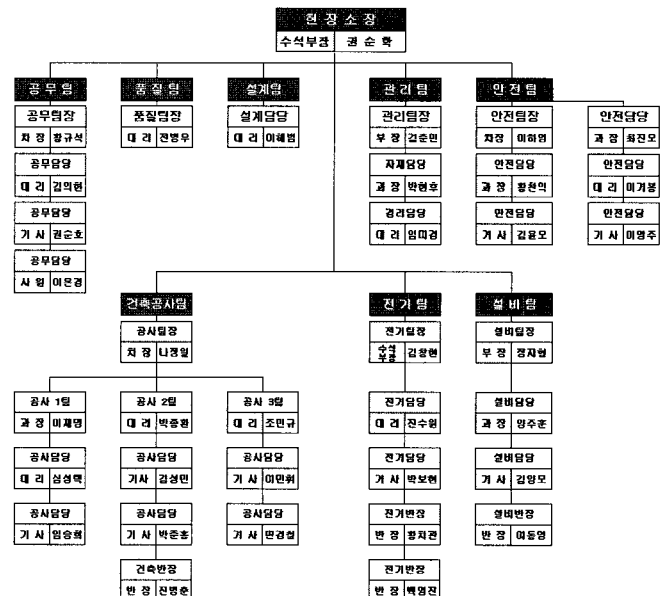 현 장 소 장
수석부장 권 순 학
공 무 팀
품 질 팀
설계팀
관 리 팀
안 전 팀
공무팀장
차 장 황규석
공무담당
대 리 김의현
공무담당
기 사 권순호
공무담당
사 원 이은경
품질팀장
대 리 전병우
설계담당
대 리 이혜범
관리팀장
부 장 김준민
자재담당
과 장 박현후
경리담당
대 리 임미경
안전팀장
차장 이하영
안전담당
과 장 황천익
안전담당
기 사 김용모
안전담당
과 장 최진모
안전담당
대 리
안전담당
기 사 이영주
건축공사팀
공사팀장
차 장 나정일
공사 1팀
과 장 이재명
공사담당
대 리 심성택
공사담당
기 사 임승희
공사 2팀
대 리 박중환
공사담당
기사 김성민
공사담당
기 사 박준홍
건축반장
반 장 진병춘
공사 3팀
대 리 조민규
공사담당
기 사 이민휘
공사담당
기 사
전 기 팀
전기팀장
수석부장 김창현
전기담당
대 리 진수원
전기담당
기 사 박보현
전기반장
반 장 황치관
전기반장
반 장 백영진
설 비 팀
설비팀장
부 장 정지현
설비담당
과 장 양주훈
설비담당
기 사 김양모
설비반장
반 장 여동영